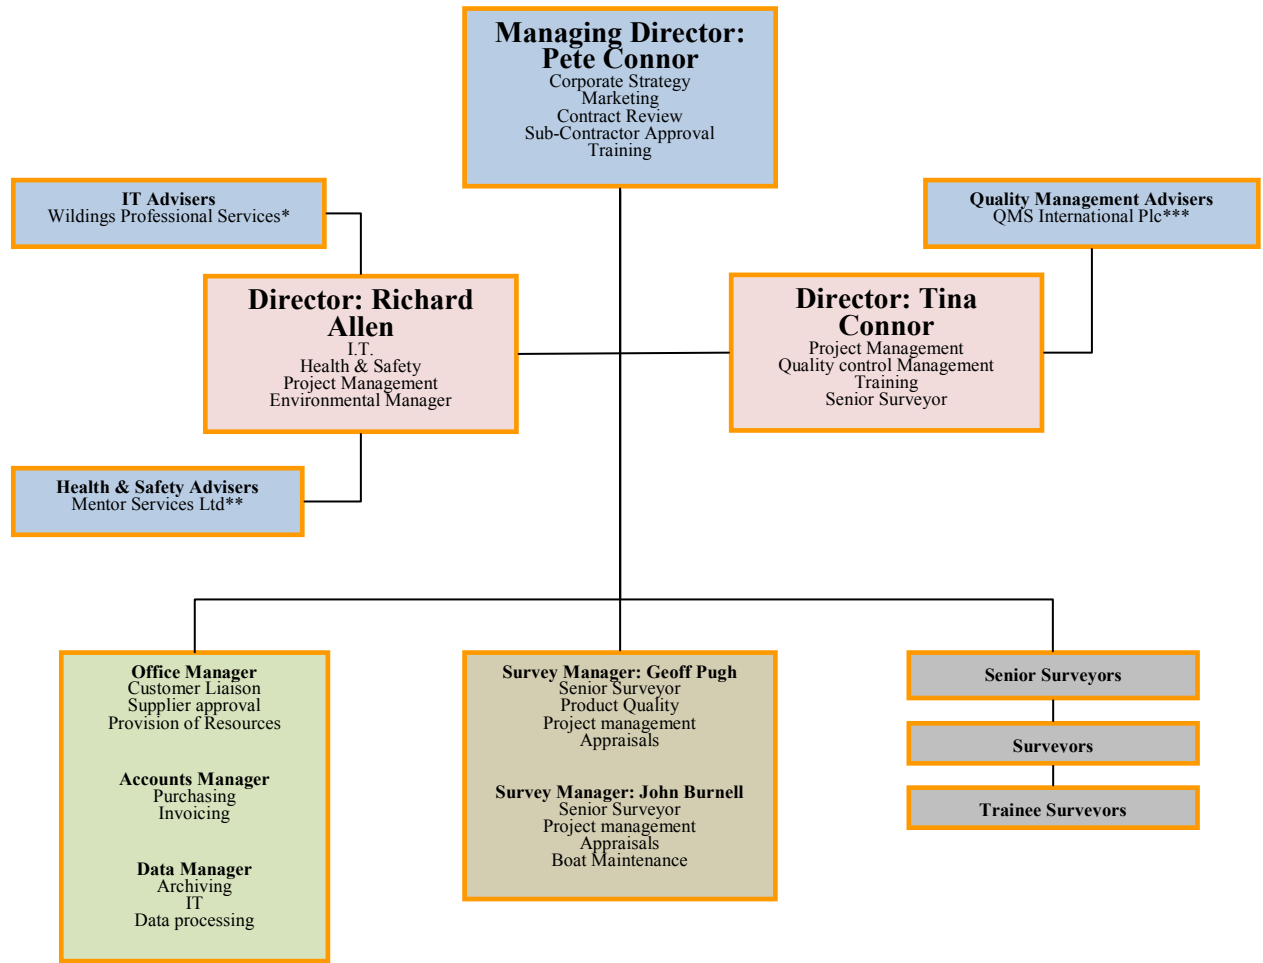 Managing Director:
Pete Connor
Corporate Strategy
Marketing
Contract Review
Sub-Contractor Approval
Training
IT Advisers
Wildings Professional Services*
Quality Management Advisers
QMS International Plc***
Director: Richard
Allen
I.T.
Health & Safety
Project Management
Environmental Manager
Director: Tina
Connor
Project Management
Quality control Management
Training
Senior Surveyor
Health & Safety Advisers
Mentor Services Ltd**
Office Manager
Customer Liaison
Supplier approval
Provision of Resources
Accounts Manager
Purchasing
Invoicing
Data Manager
Archiving
IT
Data processing
Survey Manager: Geoff Pugh
Senior Surveyor
Product Quality
Project management
Appraisals
Survey Manager: John Burnell
Senior Surveyor
Project management
Appraisals
Boat Maintenance
Senior Surveyors
Surveyors
Trainee Surveyors